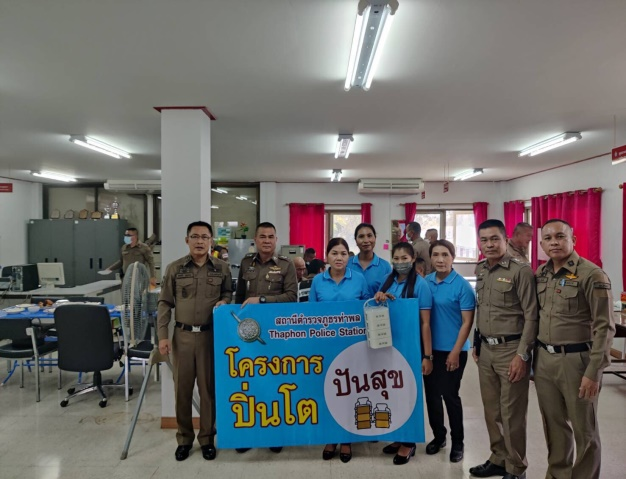 สถานีตำรวจภูธรท่าพล
Thaphon Police Station
โครงการ
ปิ่นโต
ปันสุข